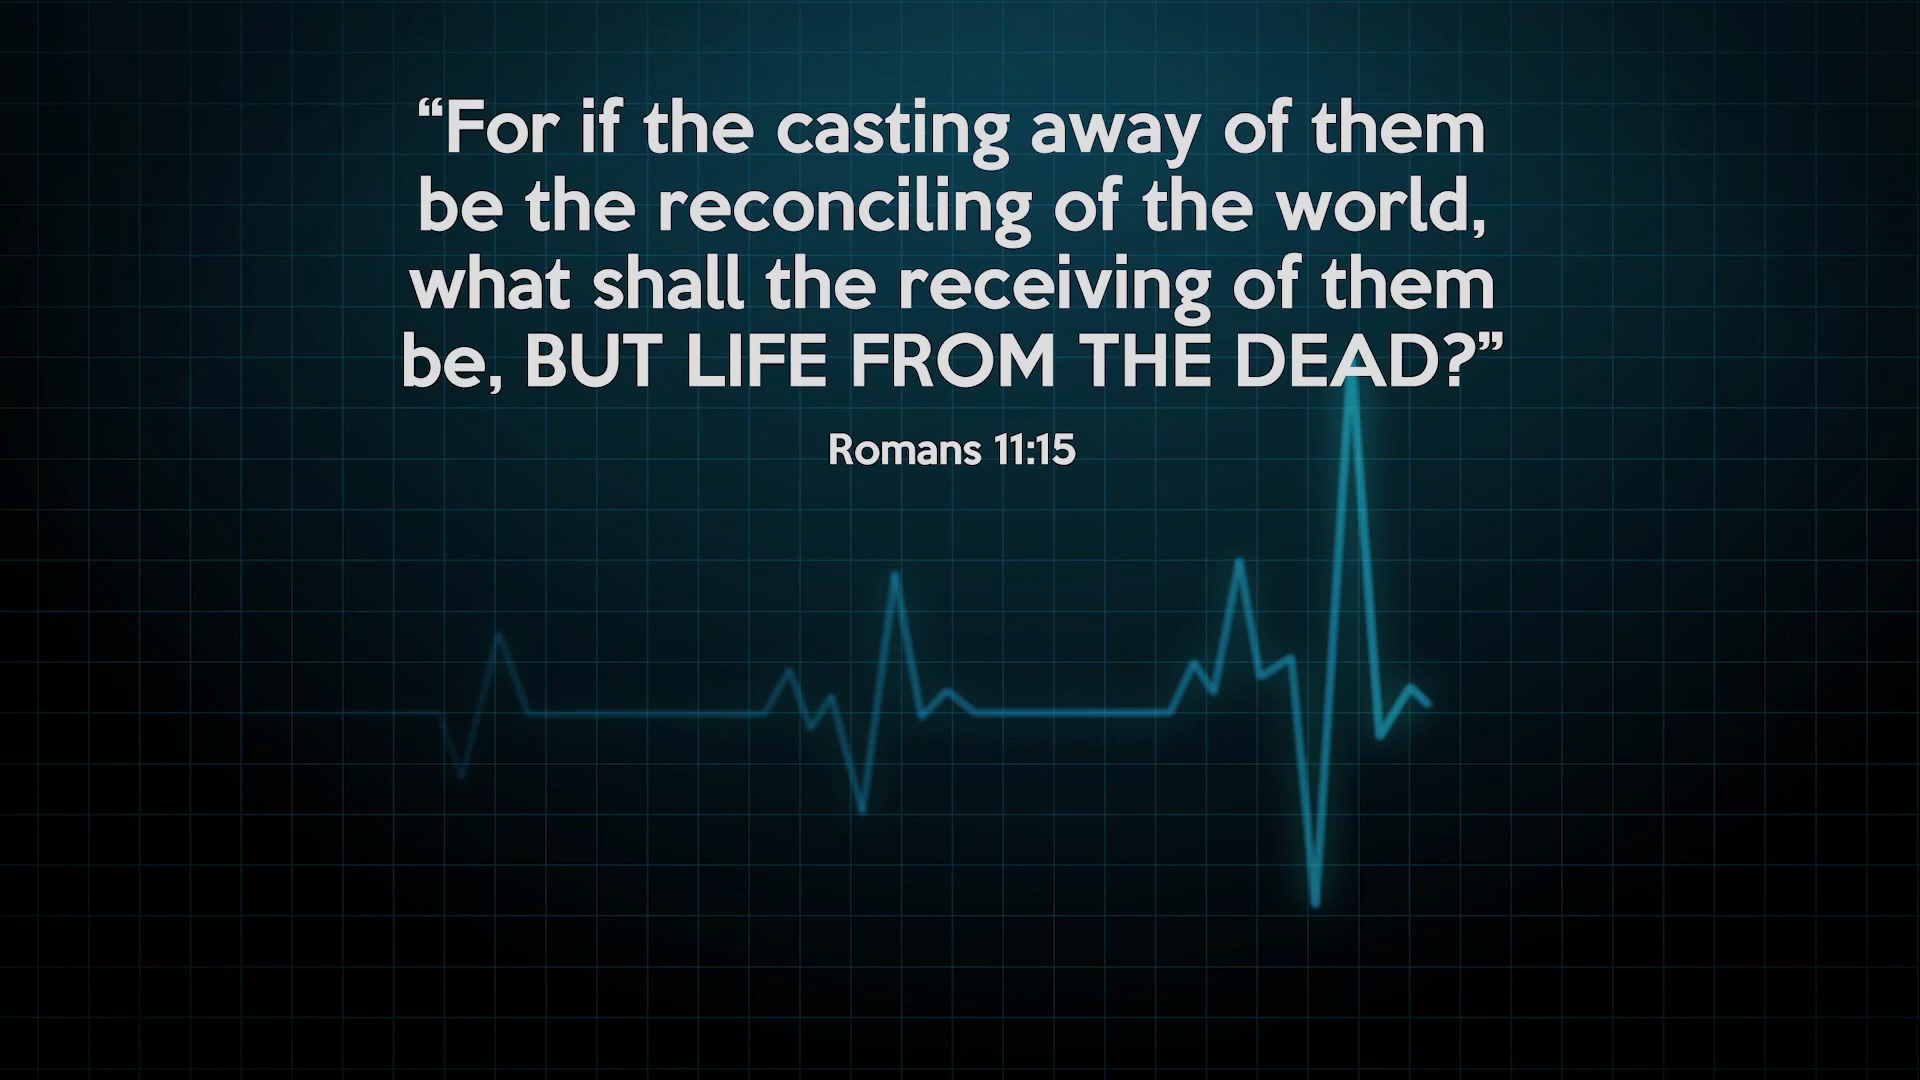 “For if the casting away of them
be the reconciling of the world,
what shall the receiving of them
be, BUT LIFE FROM THE DEAD?”
Romans 11:15